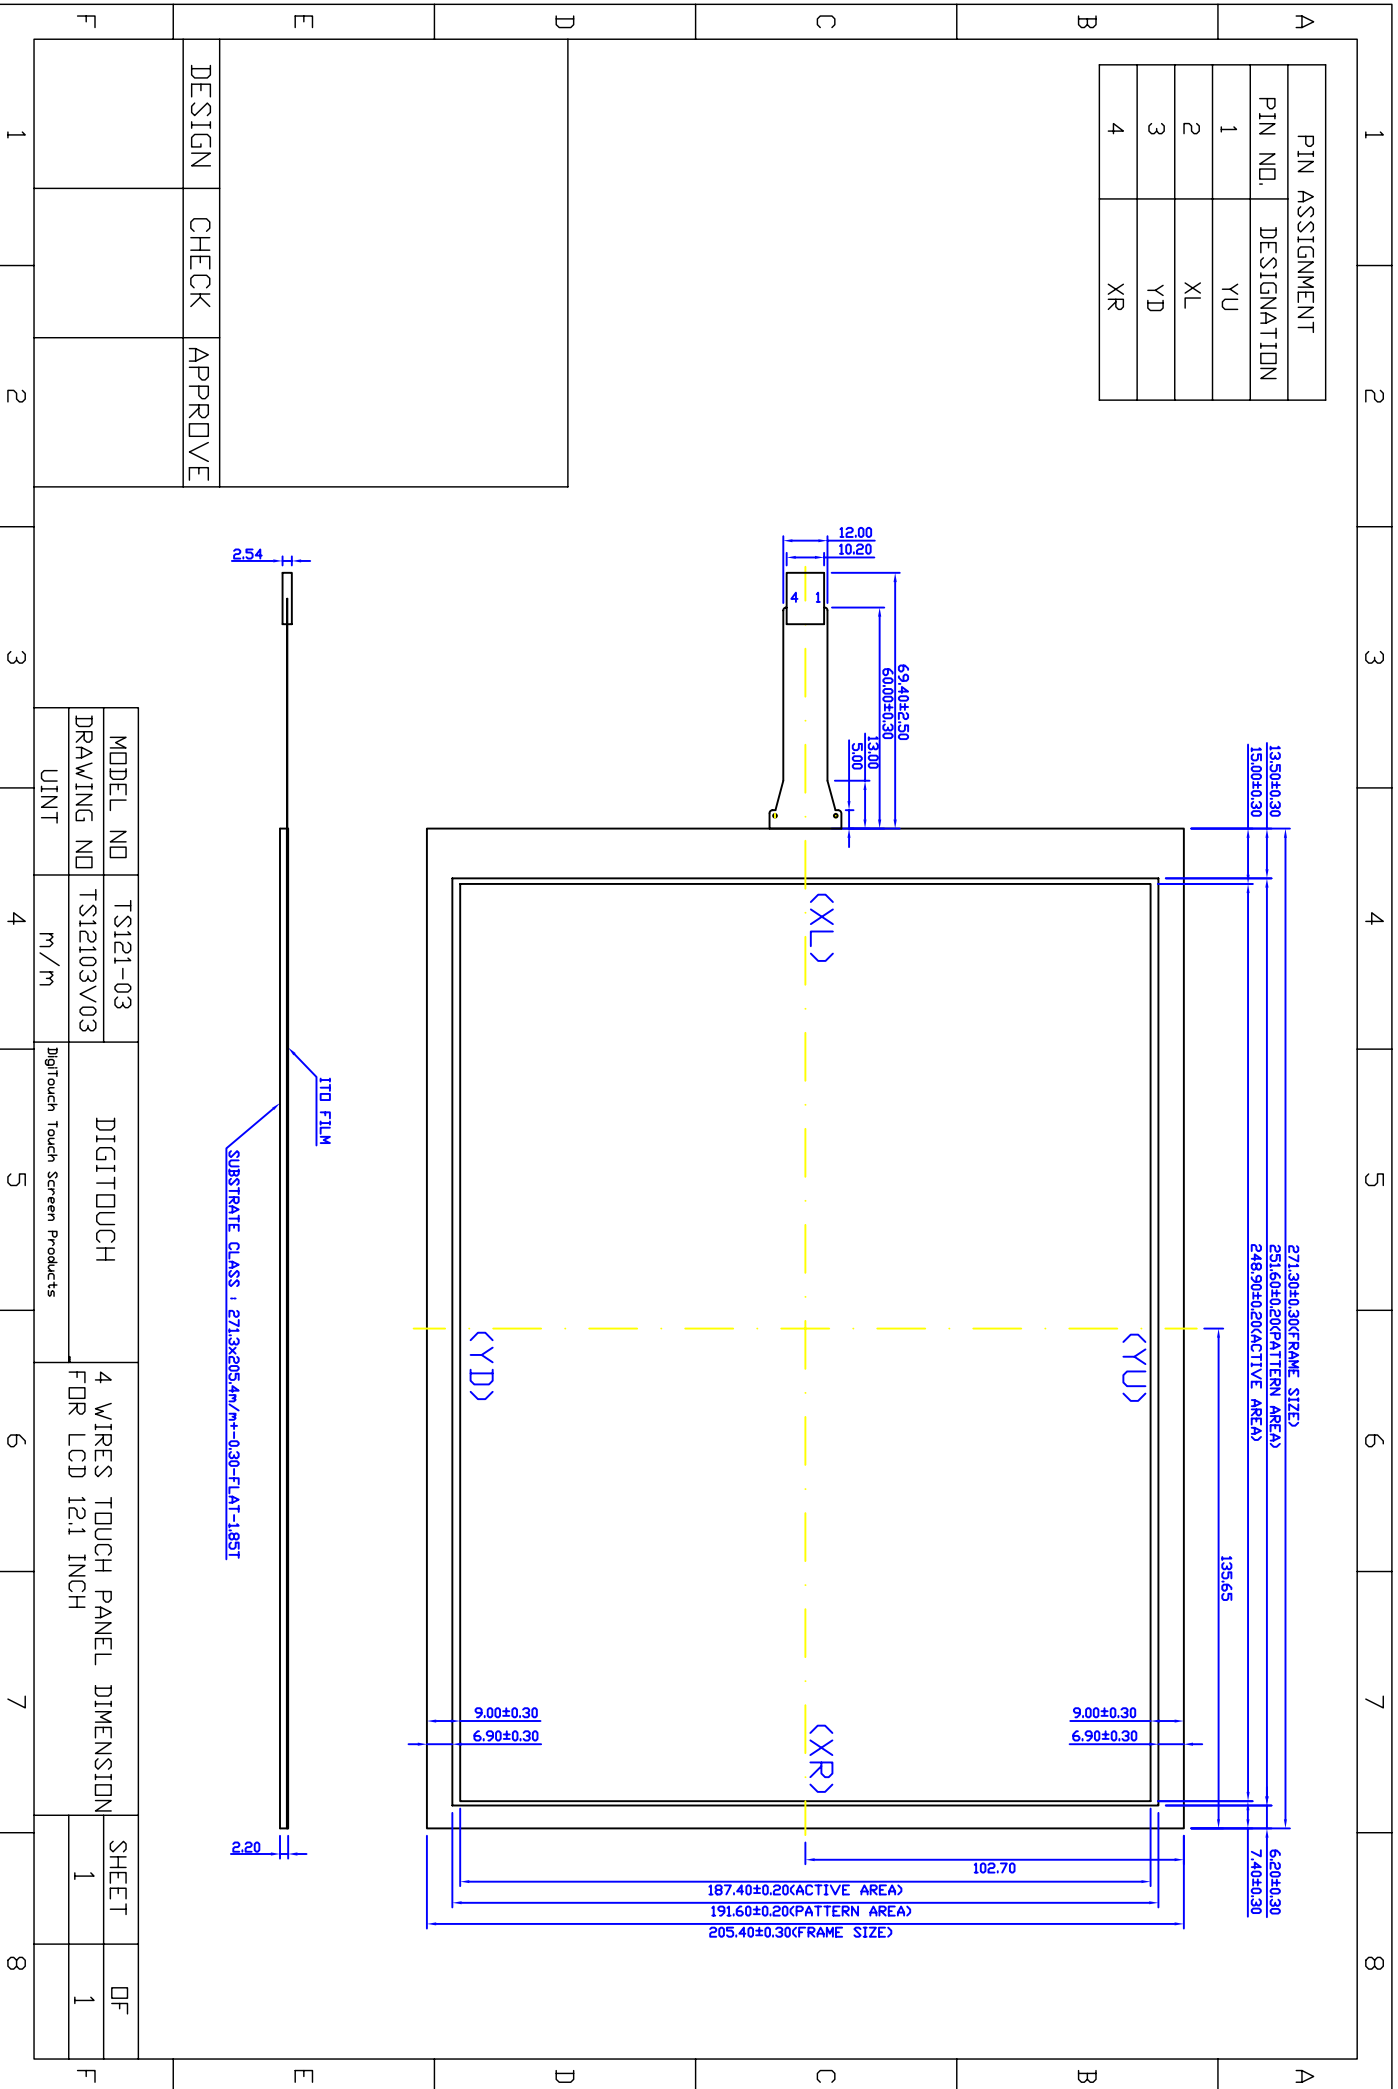 1 2 3 4 5 6 7 8
A
B
C
D
E
F
PIN ASSIGNMENT
PIN NO. DESIGNATION
1 YU
2 XL
3 YD
4 XR
271.30±0.30(FRAME SIZE)
13.50±0.30 251.60±0.20(PATTERN AREA) 6.20±0.30
15.00±0.30 248.90±0.20(ACTIVE AREA) 7.40±0.30
135.65
(YU)
9.00±0.30
6.90±0.30
69.40±2.50
60.00±0.30
13.00
5.00
12.00
10.20
1
4
(XL)
(XR)
102.70
187.40±0.20(ACTIVE AREA)
191.60±0.20(PATTERN AREA)
205.40±0.30(FRAME SIZE)
(YD)
9.00±0.30
6.90±0.30
ITO FILM
2.54
2.20
SUBSTRATE CLASS : 271.3x205.4m/m+-0.30-FLAT-1.85T
DESIGN CHECK APPROVE
MODEL NO TS121-03
DRAWING NO TS12103V03
UINT m/m
DIGITOUCH
DigiTouch Touch Screen Products
4 WIRES TOUCH PANEL DIMENSION
FOR LCD 12.1 INCH
SHEET OF
1 1
A
B
C
D
E
F
1 2 3 4 5 6 7 8